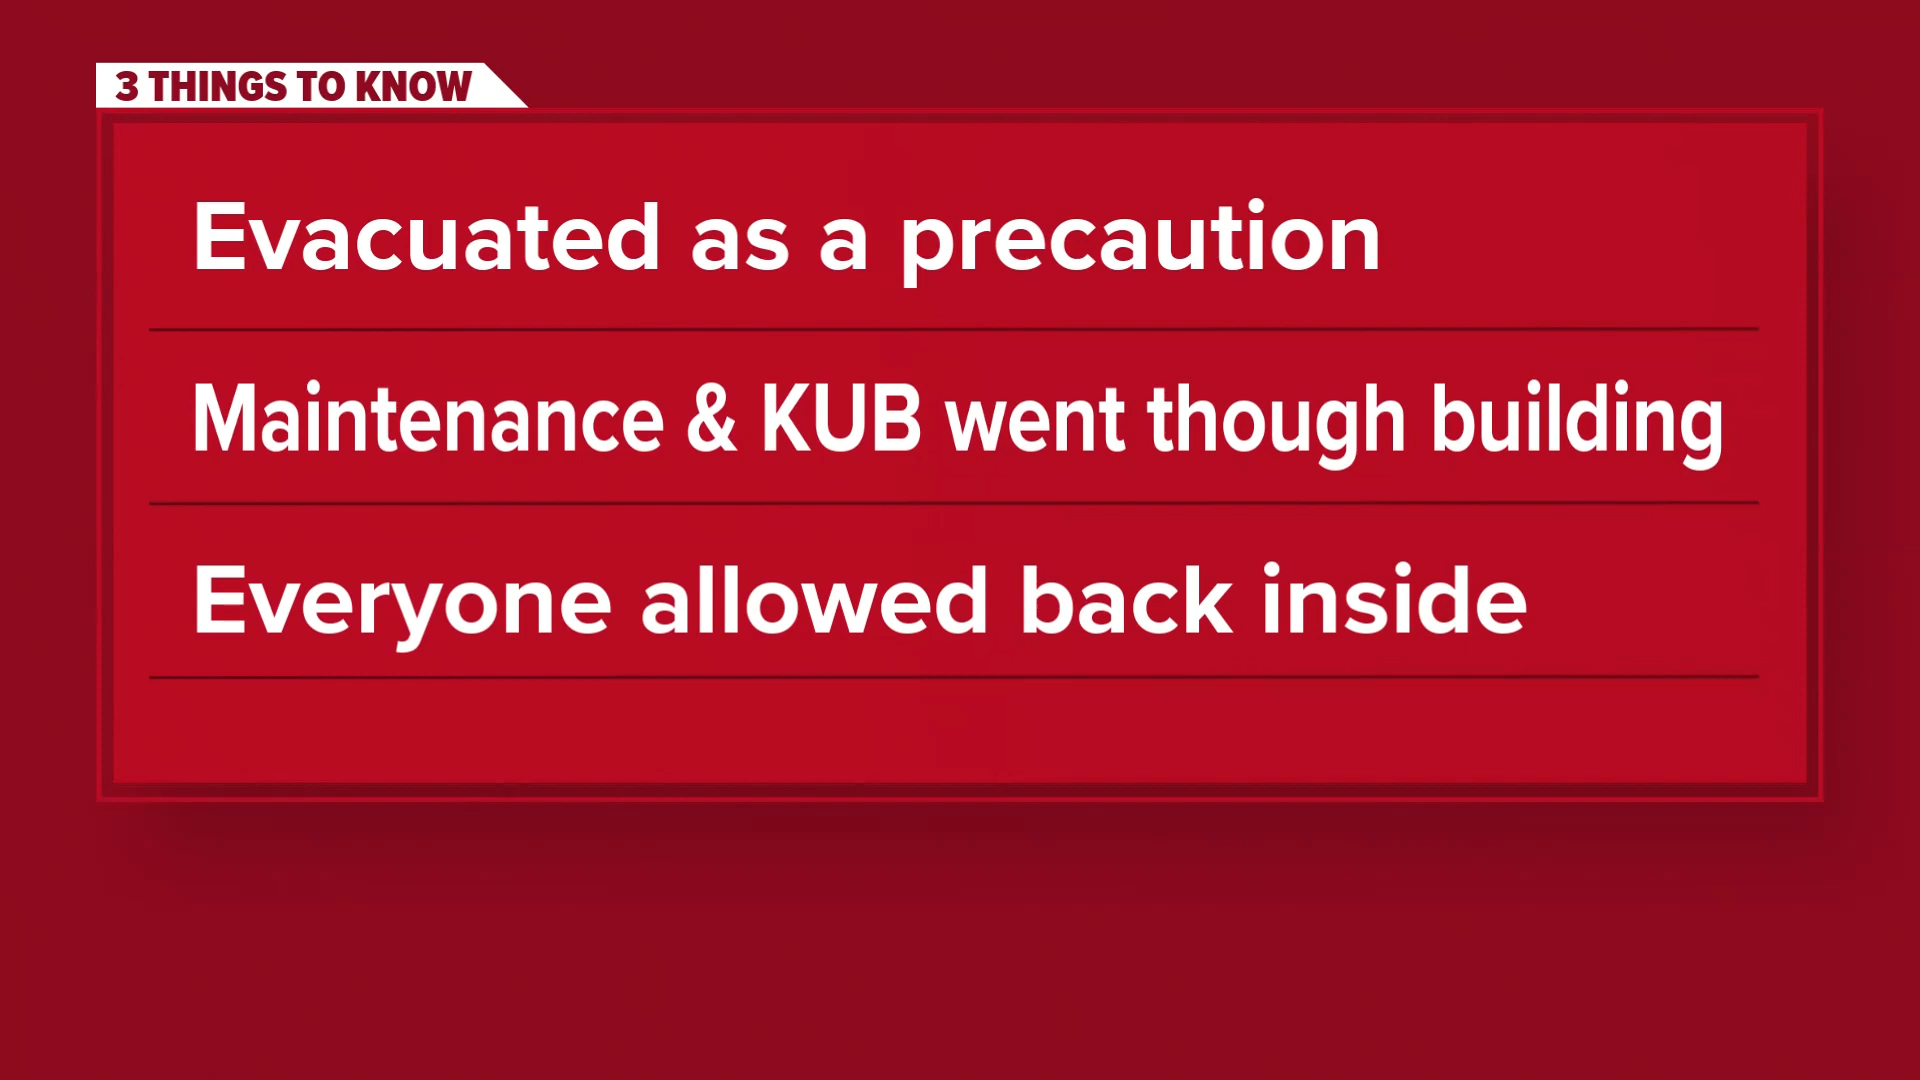 3 THINGS TO KNOW
Evacuated as a precaution
Maintenance & KUB went though building
Everyone allowed back inside